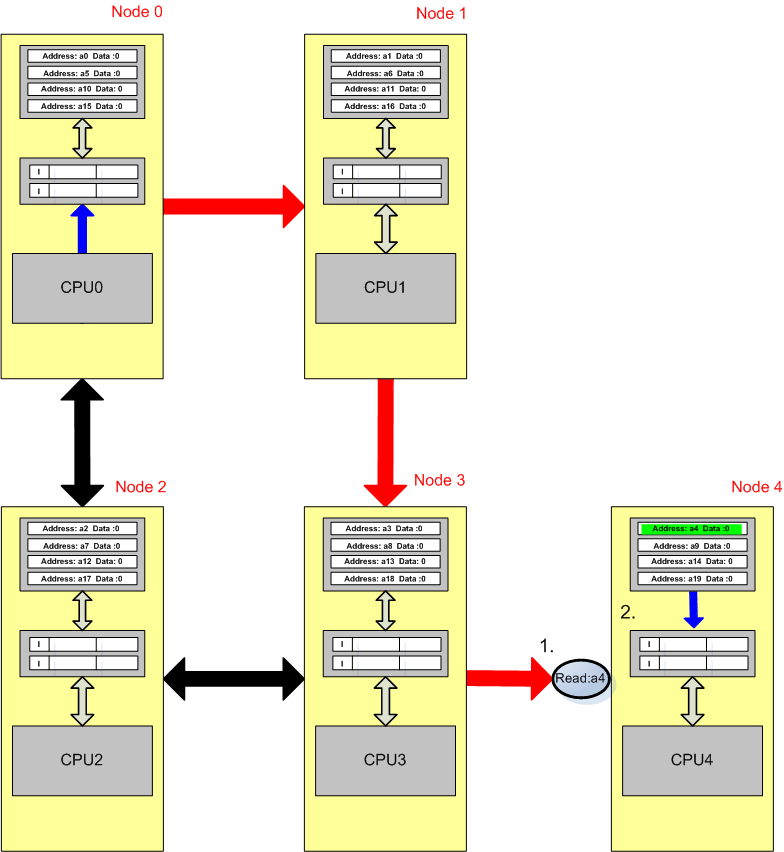 Node 0
Node 1
Address: a0 Data :0
Address: a5 Data :0
Address: a10 Data: 0
Address: a15 Data :0
I
I
CPU0
Address: a1 Data :0
Address: a6 Data :0
Address: a11 Data: 0
Address: a16 Data :0
I
I
CPU1
Node 2
Node 3
Node 4
Address: a2 Data :0
Address: a7 Data :0
Address: a12 Data: 0
Address: a17 Data :0
I
I
CPU2
Address: a3 Data :0
Address: a8 Data :0
Address: a13 Data: 0
Address: a18 Data :0
I
I
CPU3
1.
Read:a4
Address: a4 Data :0
Address: a9 Data :0
Address: a14 Data: 0
Address: a19 Data :0
2.
I
I
CPU4